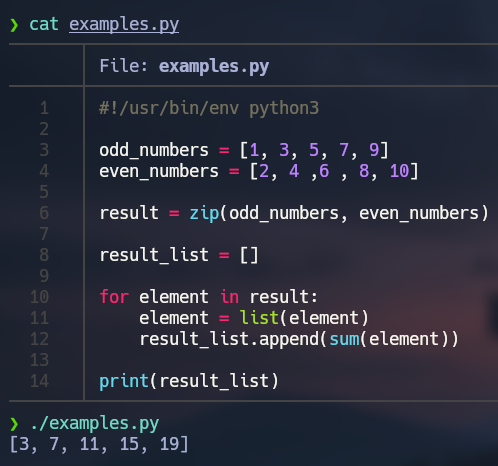 ❯ cat examples.py
File: examples.py
1 #!/usr/bin/env python3
2
3 odd_numbers = [1, 3, 5, 7, 9]
4 even_numbers = [2, 4 ,6 , 8, 10]
5
6 result = zip(odd_numbers, even_numbers)
7
8 result_list = []
9
10 for element in result:
11     element = list(element)
12     result_list.append(sum(element))
13
14 print(result_list)
❯ ./examples.py
[3, 7, 11, 15, 19]